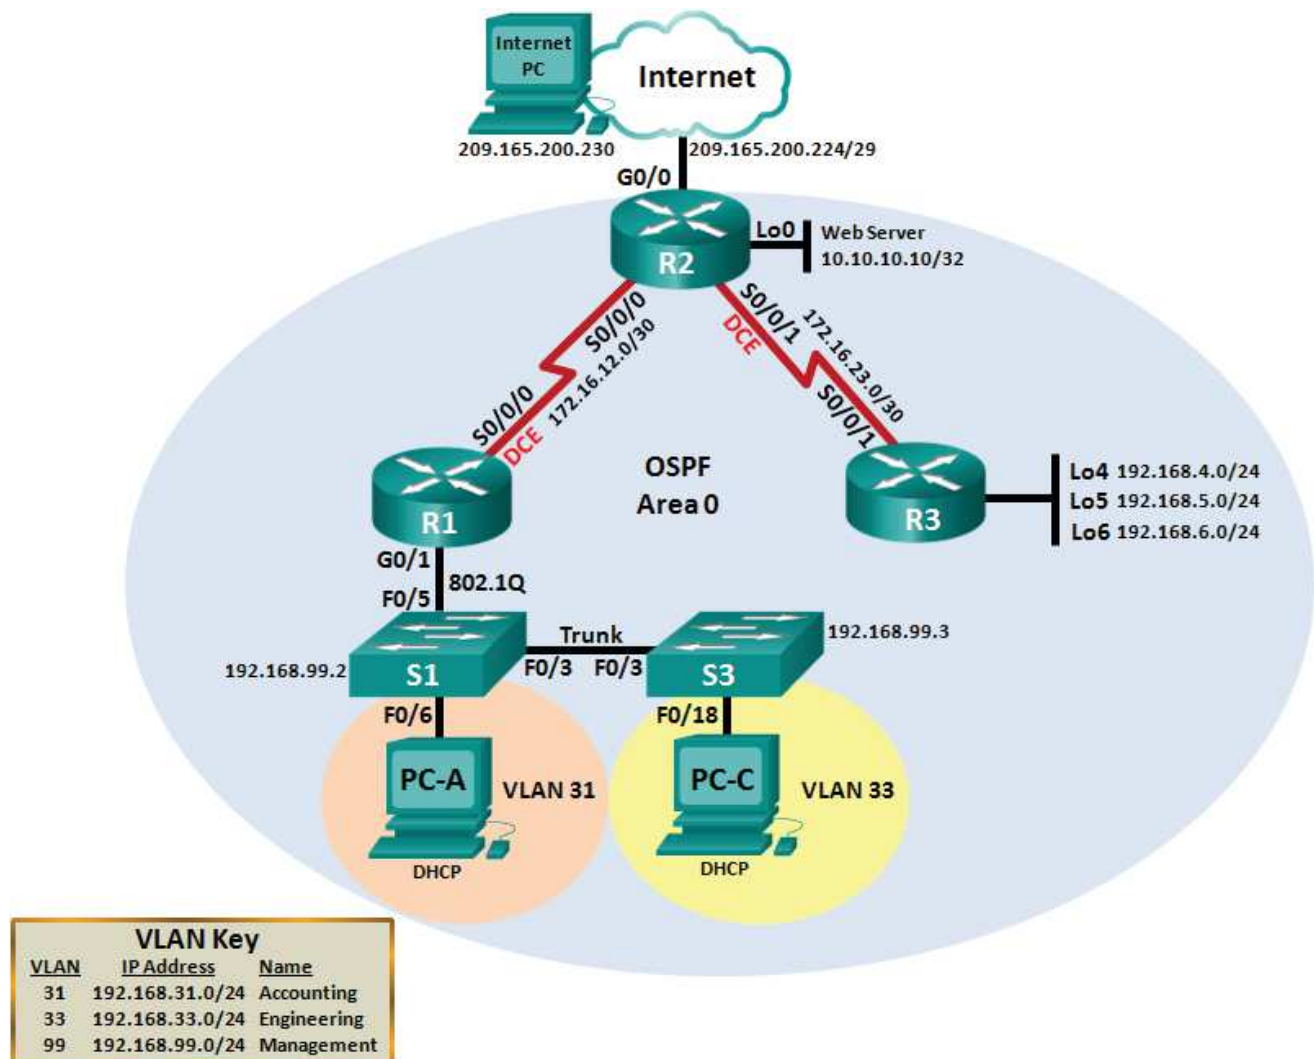 Internet
PC
Internet
209.165.200.230
209.165.200.224/29
G0/0
R2
Lo0
Web Server
10.10.10.10/32
S0/0/0
172.16.12.0/30
S0/0/0
DCE
S0/0/1
DCE
172.16.23.0/30
S0/0/1
OSPF
Area 0
R1
R3
Lo4 192.168.4.0/24
Lo5 192.168.5.0/24
Lo6 192.168.6.0/24
G0/1
802.1Q
F0/5
Trunk
192.168.99.3
192.168.99.2
S1
F0/3
F0/3
S3
F0/6
F0/18
PC-A
VLAN 31
PC-C
VLAN 33
DHCP
DHCP
VLAN Key
VLAN IP Address Name
31 192.168.31.0/24 Accounting
33 192.168.33.0/24 Engineering
99 192.168.99.0/24 Management